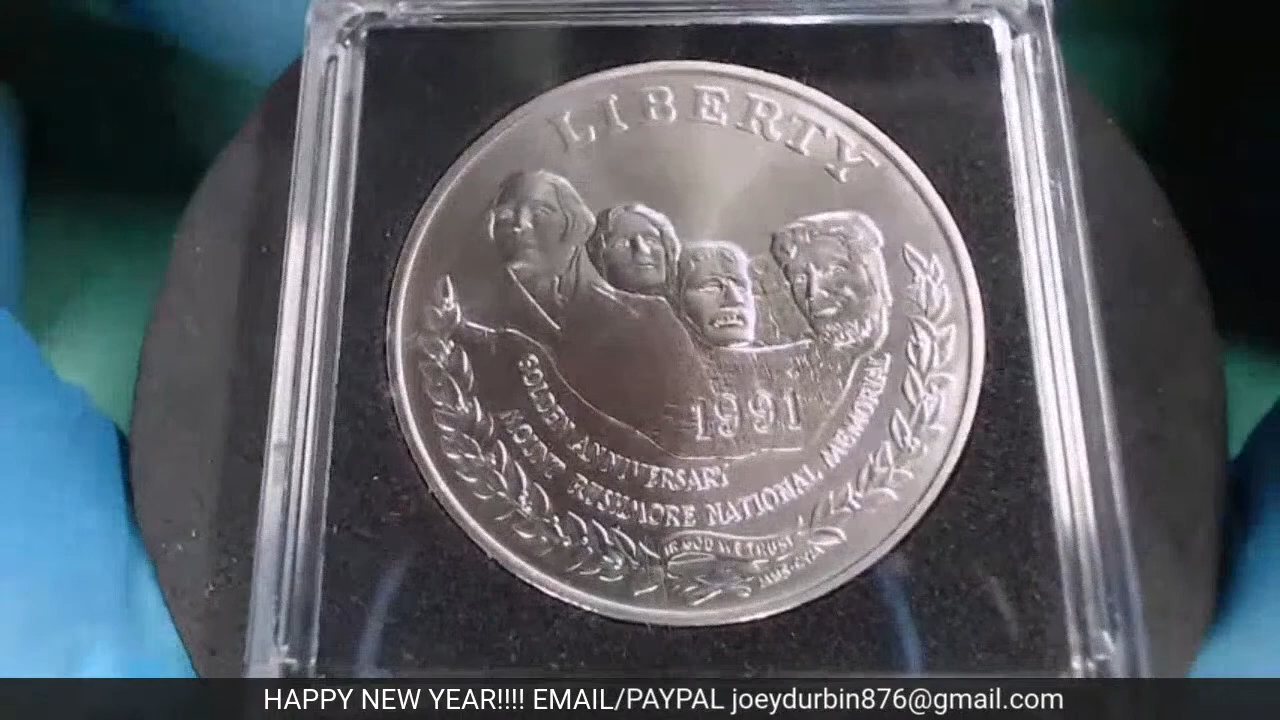 LIBERTY
1991
GOLDEN ANNIVERSARY
MOUNT RUSHMORE NATIONAL MEMORIAL
IN GOD WE TRUST
HAPPY NEW YEAR!!!! EMAIL/PAYPAL joeydurbin876@gmail.com